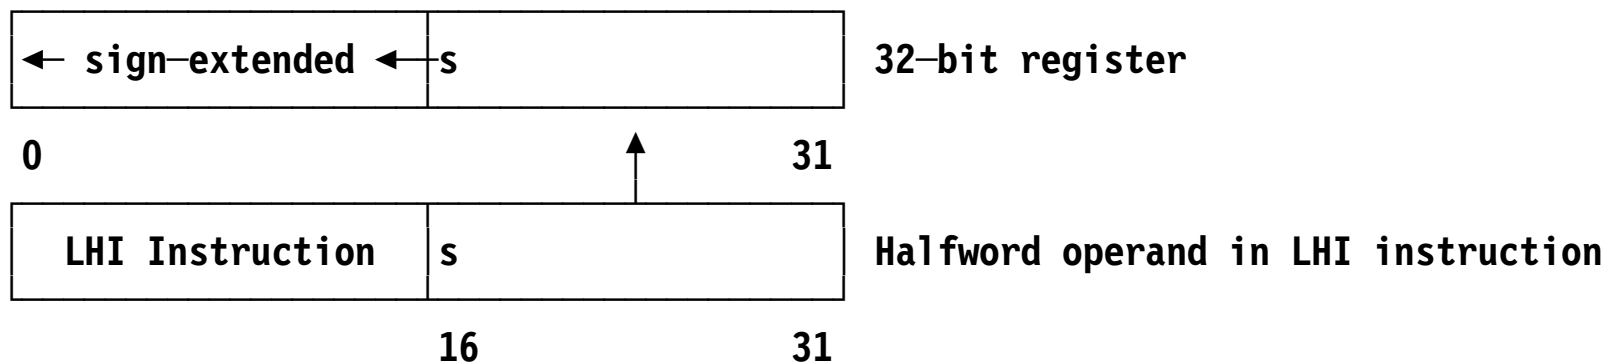 sign-extended s 32-bit register
0 31
LHI Instruction s Halfword operand in LHI instruction
16 31